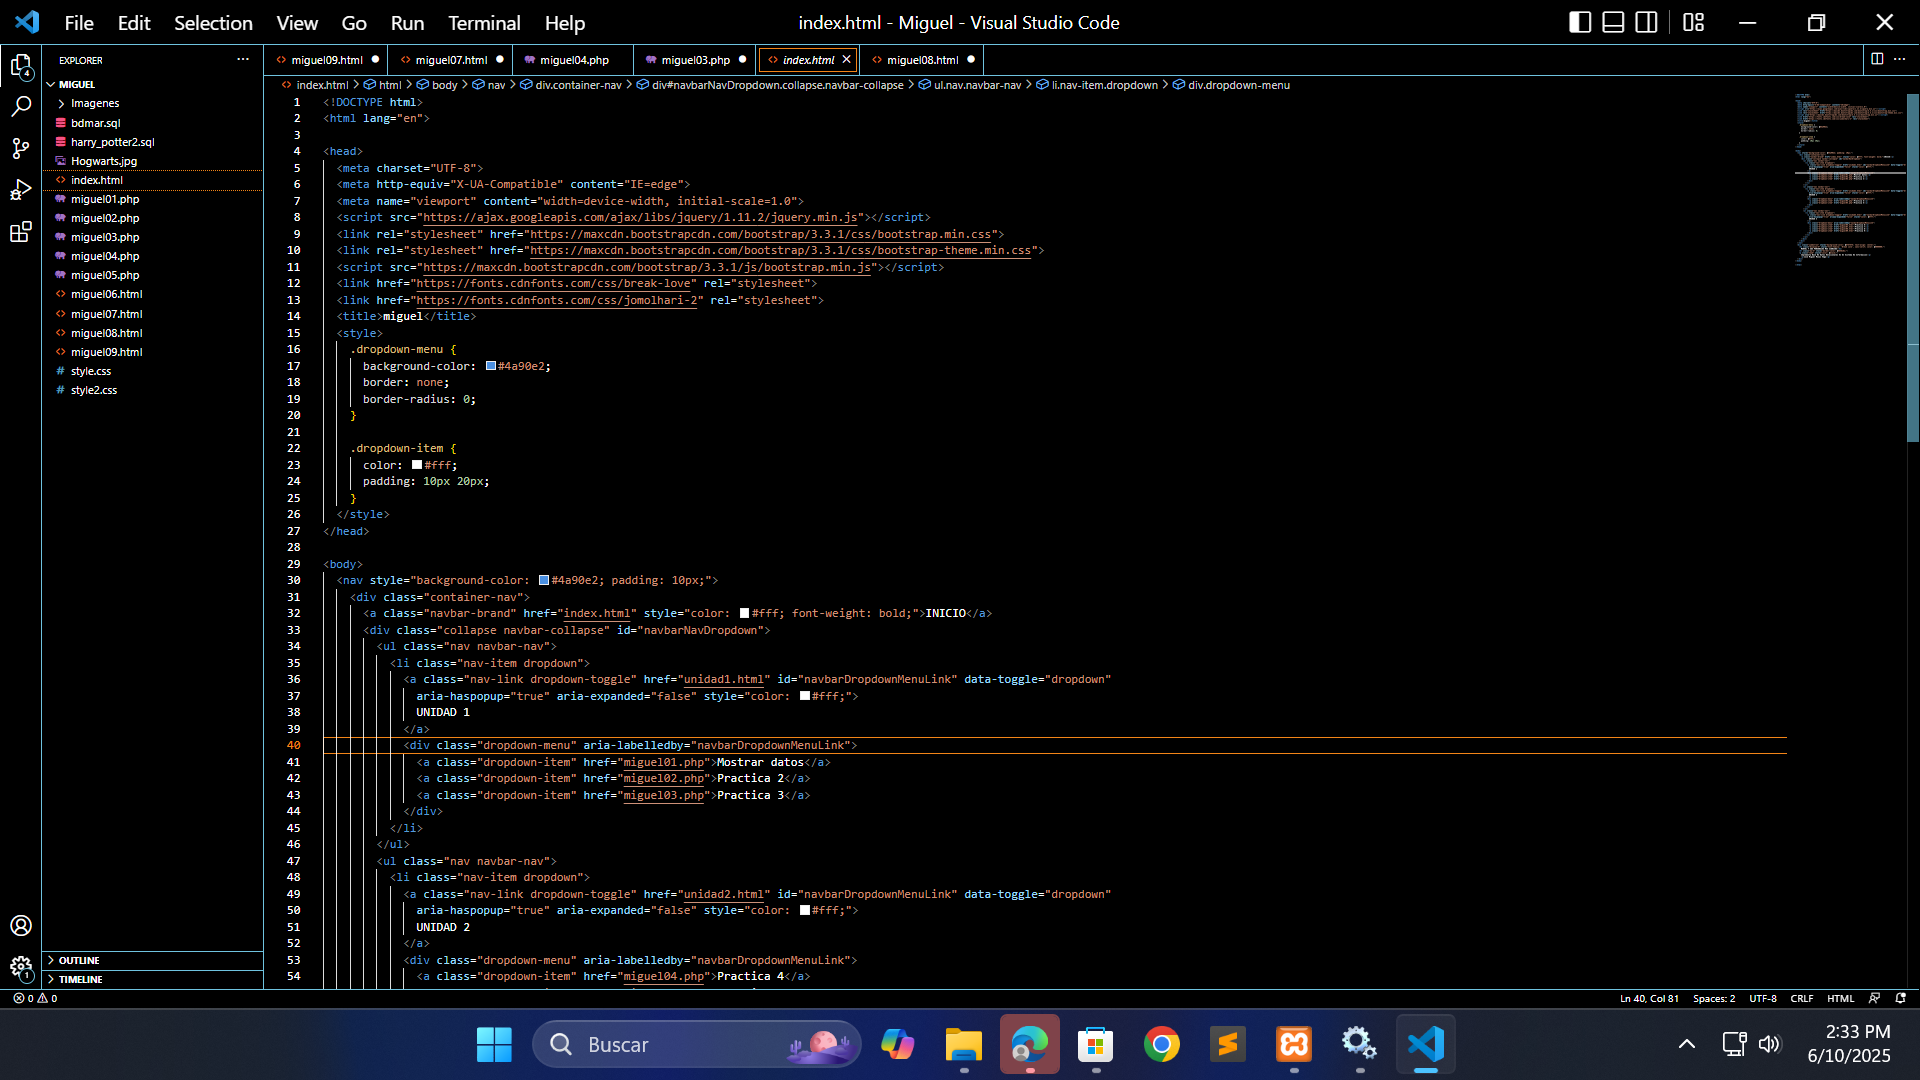 File Edit Selection View Go Run Terminal Help
index.html - Miguel - Visual Studio Code
EXPLORER
miguel09.html
miguel07.html
miguel04.php
miguel03.php
index.html
miguel08.html
4
MIGUEL
Imagenes
bdmar.sql
harry_potter2.sql
Hogwarts.jpg
index.html
miguel01.php
miguel02.php
miguel03.php
miguel04.php
miguel05.php
miguel06.html
miguel07.html
miguel08.html
miguel09.html
style.css
style2.css
OUTLINE
TIMELINE
1
index.html > html > body > nav > div.container-nav > div#navbarNavDropdown.collapse.navbar-collapse > ul.nav.navbar-nav > li.nav-item.dropdown > div.dropdown-menu
1 <!DOCTYPE html>
2 <html lang="en">
3
4 <head>
5 <meta charset="UTF-8">
6 <meta http-equiv="X-UA-Compatible" content="IE=edge">
7 <meta name="viewport" content="width=device-width, initial-scale=1.0">
8 <script src="https://ajax.googleapis.com/ajax/libs/jquery/1.11.2/jquery.min.js"></script>
9 <link rel="stylesheet" href="https://maxcdn.bootstrapcdn.com/bootstrap/3.3.1/css/bootstrap.min.css">
10 <link rel="stylesheet" href="https://maxcdn.bootstrapcdn.com/bootstrap/3.3.1/css/bootstrap-theme.min.css">
11 <script src="https://maxcdn.bootstrapcdn.com/bootstrap/3.3.1/js/bootstrap.min.js"></script>
12 <link href="https://fonts.cdnfonts.com/css/break-love" rel="stylesheet">
13 <link href="https://fonts.cdnfonts.com/css/jomolhari-2" rel="stylesheet">
14 <title>miguel</title>
15 <style>
16 .dropdown-menu {
17 background-color: #4a90e2;
18 border: none;
19 border-radius: 0;
20 }
21
22 .dropdown-item {
23 color: #fff;
24 padding: 10px 20px;
25 }
26 </style>
27 </head>
28
29 <body>
30 <nav style="background-color: #4a90e2; padding: 10px;">
31 <div class="container-nav">
32 <a class="navbar-brand" href="index.html" style="color: #fff; font-weight: bold;">INICIO</a>
33 <div class="collapse navbar-collapse" id="navbarNavDropdown">
34 <ul class="nav navbar-nav">
35 <li class="nav-item dropdown">
36 <a class="nav-link dropdown-toggle" href="unidad1.html" id="navbarDropdownMenuLink" data-toggle="dropdown"
37 aria-haspopup="true" aria-expanded="false" style="color: #fff;">
38 UNIDAD 1
39 </a>
40 <div class="dropdown-menu" aria-labelledby="navbarDropdownMenuLink">
41 <a class="dropdown-item" href="miguel01.php">Mostrar datos</a>
42 <a class="dropdown-item" href="miguel02.php">Practica 2</a>
43 <a class="dropdown-item" href="miguel03.php">Practica 3</a>
44 </div>
45 </li>
46 </ul>
47 <ul class="nav navbar-nav">
48 <li class="nav-item dropdown">
49 <a class="nav-link dropdown-toggle" href="unidad2.html" id="navbarDropdownMenuLink" data-toggle="dropdown"
50 aria-haspopup="true" aria-expanded="false" style="color: #fff;">
51 UNIDAD 2
52 </a>
53 <div class="dropdown-menu" aria-labelledby="navbarDropdownMenuLink">
54 <a class="dropdown-item" href="miguel04.php">Practica 4</a>
0 0
Ln 40, Col 81 Spaces: 2 UTF-8 CRLF HTML
Buscar
2:33 PM
6/10/2025